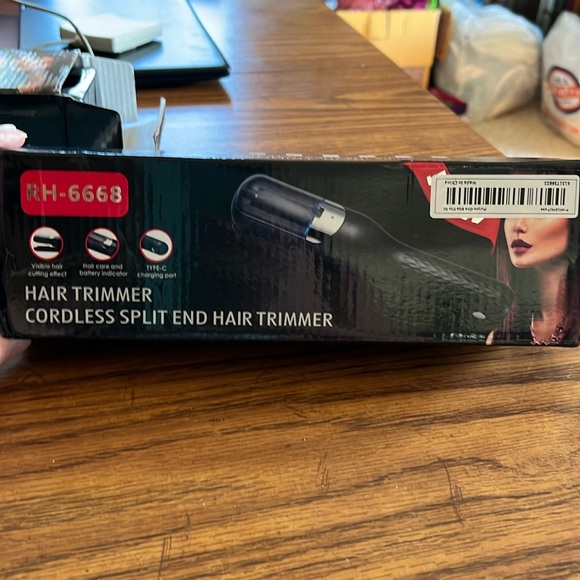 RH-6668
Visible hair
cutting effect
Hair care and
battery indicator
TYPE-C
charging port
HAIR TRIMMER
CORDLESS SPLIT END HAIR TRIMMER
Made in China